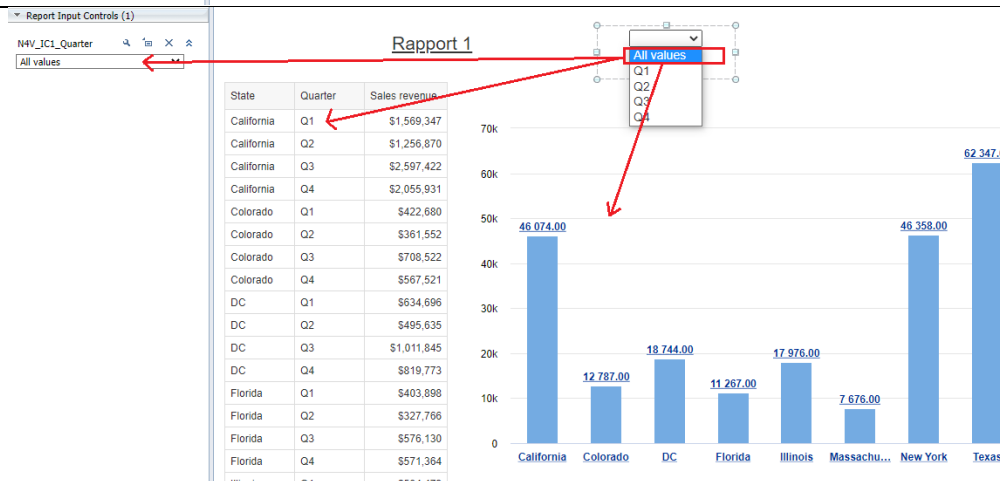 Report Input Controls (1)
N4V_IC1_Quarter
All values
Rapport 1
All values
Q1
Q2
Q3
Q4
State Quarter Sales revenue
California Q1 $1,569,347
California Q2 $1,256,870
California Q3 $2,597,422
California Q4 $2,055,931
Colorado Q1 $422,680
Colorado Q2 $361,552
Colorado Q3 $708,522
Colorado Q4 $567,521
DC Q1 $634,696
DC Q2 $495,635
DC Q3 $1,011,845
DC Q4 $819,773
Florida Q1 $403,898
Florida Q2 $327,766
Florida Q3 $576,130
Florida Q4 $571,364
70k
60k
50k
40k
30k
20k
10k
0
46 074.00
12 787.00
18 744.00
11 267.00
17 976.00
7 676.00
46 358.00
62 347.
California Colorado DC Florida Illinois Massachu... New York Texas